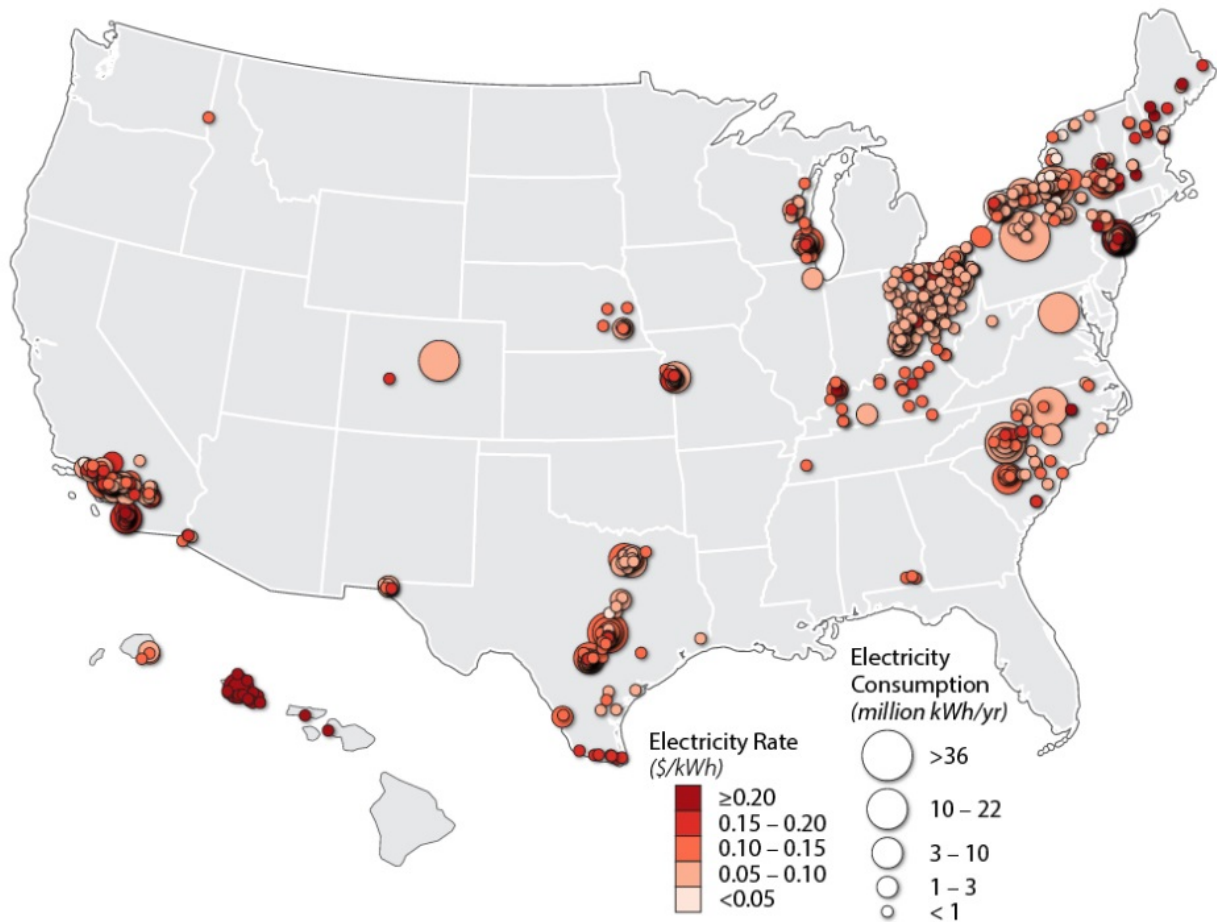 Electricity Rate
($/kWh)
≥0.20
0.15 – 0.20
0.10 – 0.15
0.05 – 0.10
<0.05
Electricity
Consumption
(million kWh/yr)
>36
10 – 22
3 – 10
1 – 3
< 1